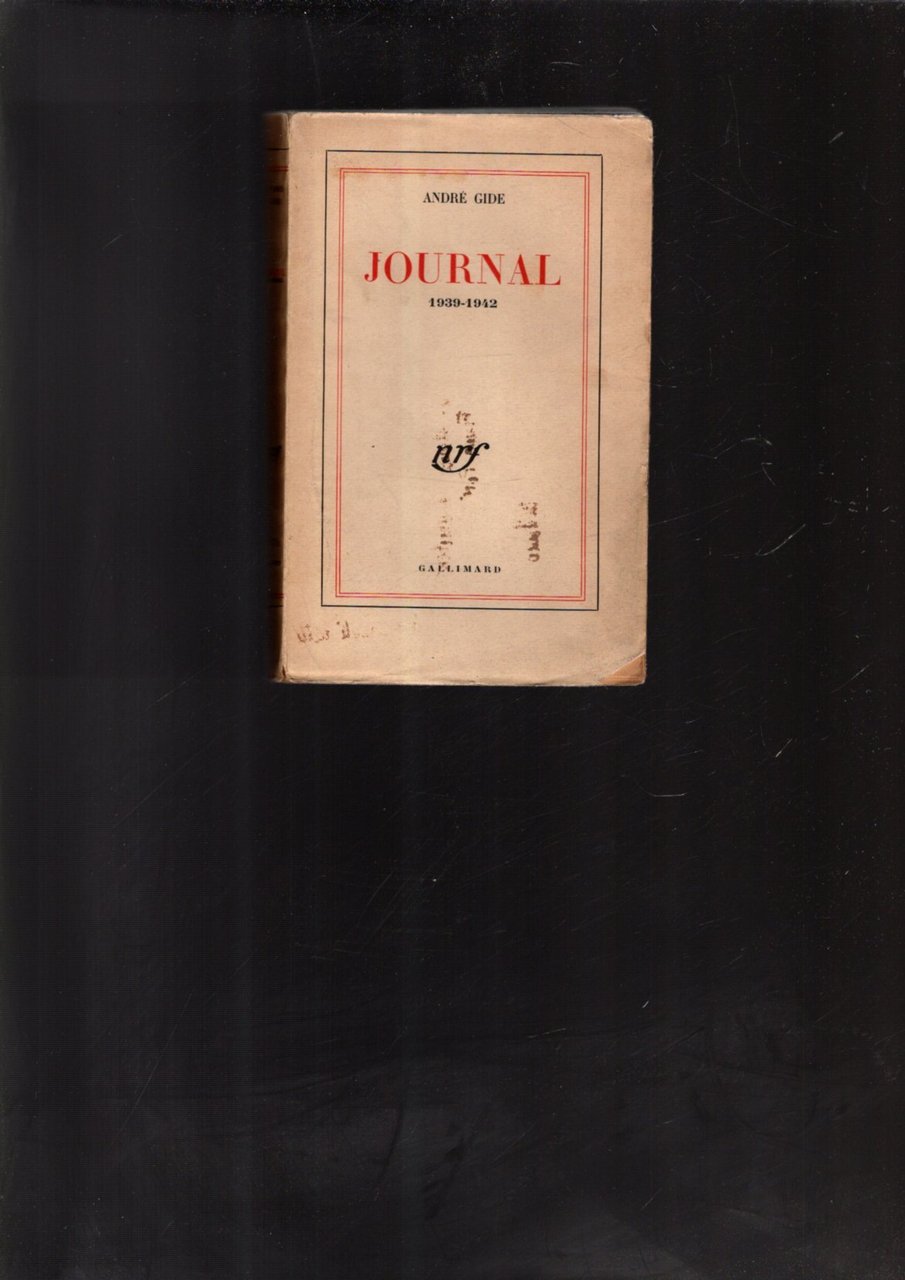 ANDRÉ GIDE
JOURNAL
1939-1942
nrf
GALLIMARD